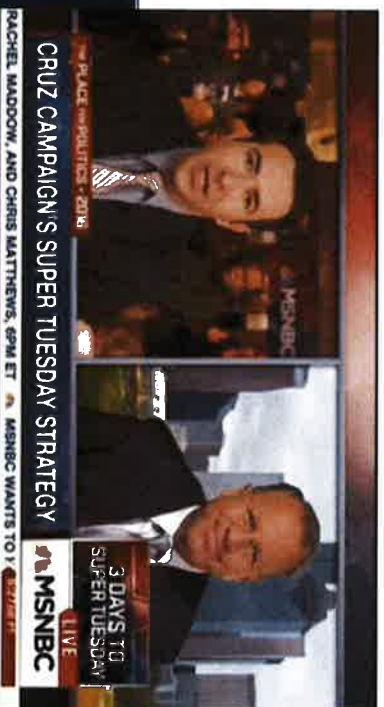 MSNBC
THE PLACE FOR POLITICS · 2016
3 DAYS TO
SUPER TUESDAY
CRUZ CAMPAIGN'S SUPER TUESDAY STRATEGY
LIVE
MSNBC
RACHEL MADDOW, AND CHRIS MATTHEWS, 6PM ET MSNBC WANTS TO